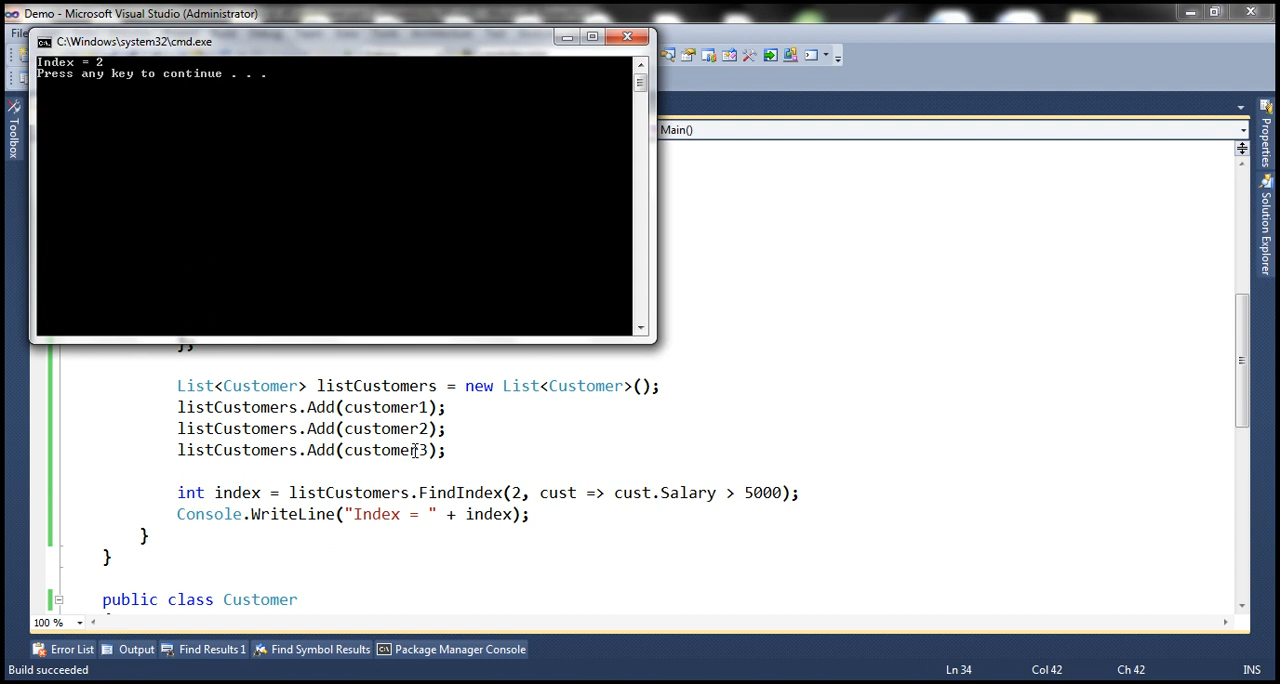 Demo - Microsoft Visual Studio (Administrator)
File
C:\Windows\system32\cmd.exe
Index = 2
Press any key to continue . . .
Toolbox
Main()
Properties
Solution Explorer
};
List<Customer> listCustomers = new List<Customer>();
listCustomers.Add(customer1);
listCustomers.Add(customer2);
listCustomers.Add(customer3);
int index = listCustomers.FindIndex(2, cust => cust.Salary > 5000);
Console.WriteLine("Index = " + index);
}
}
public class Customer
100 %
Error List Output Find Results 1 Find Symbol Results Package Manager Console
Build succeeded Ln 34 Col 42 Ch 42 INS